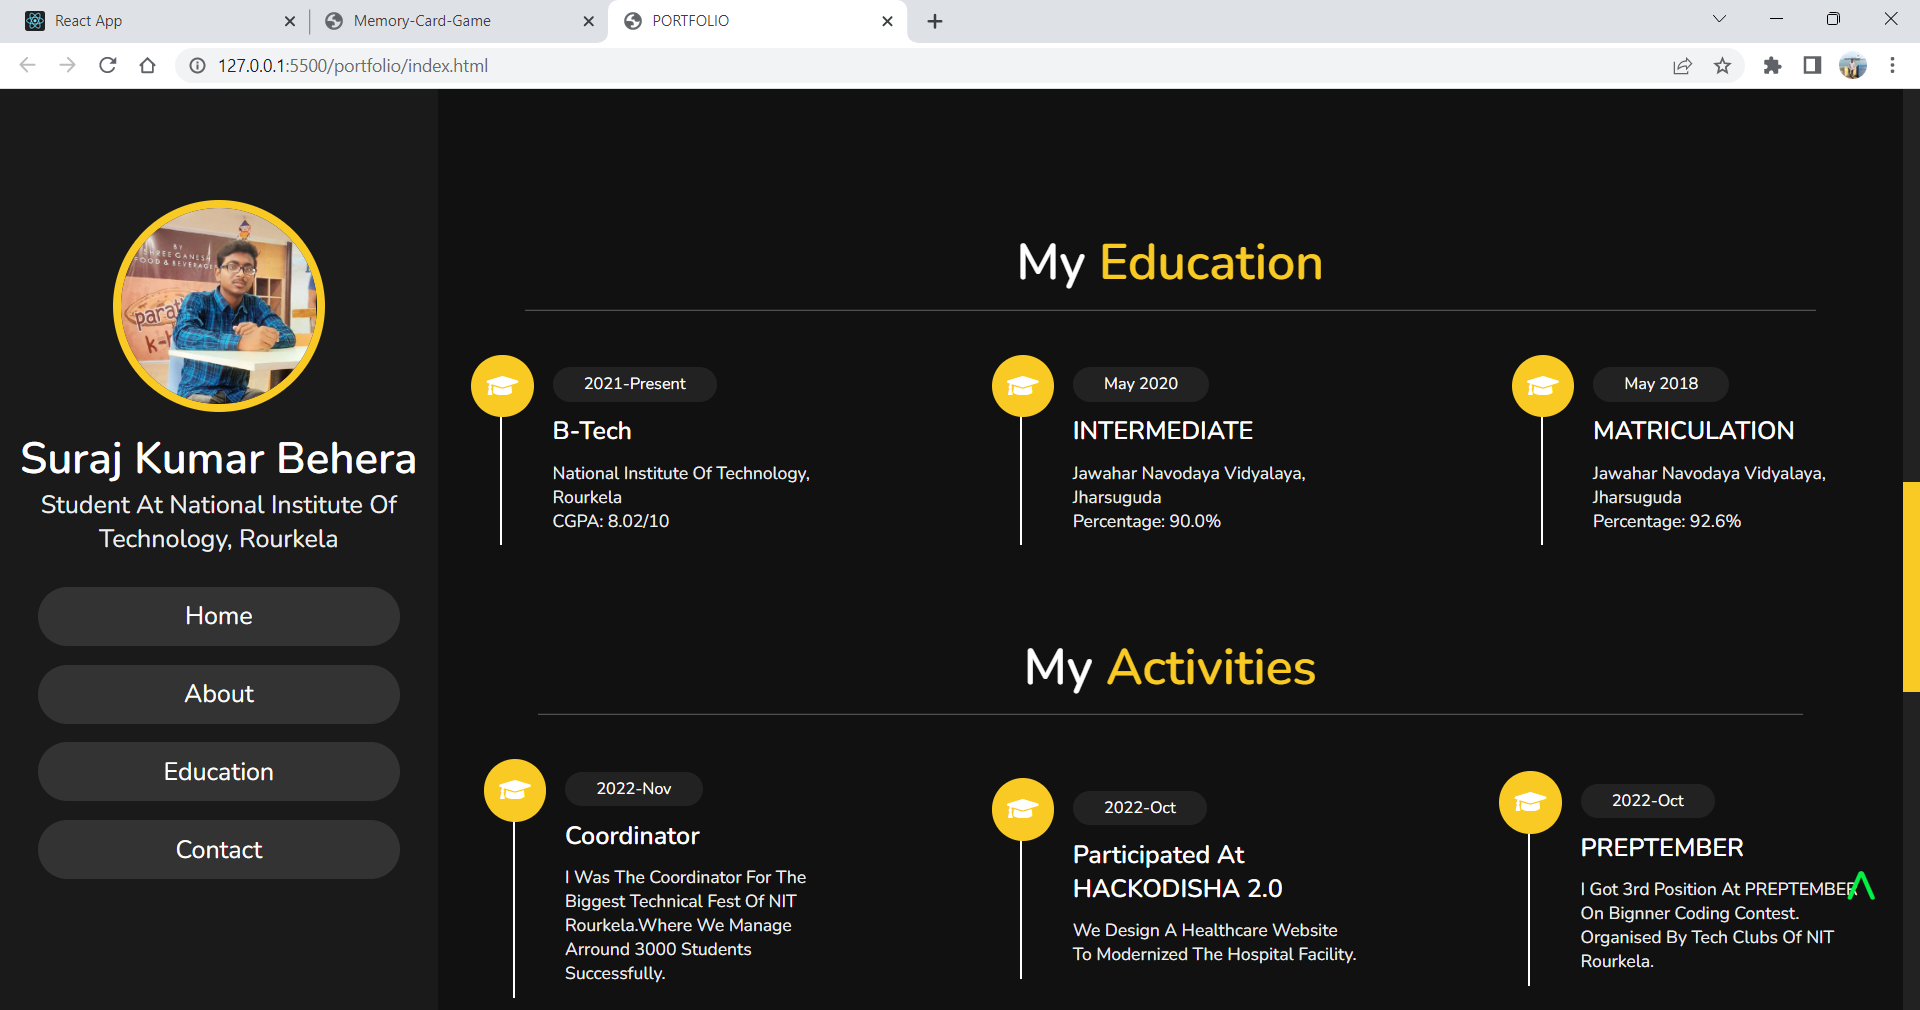 React App
Memory-Card-Game
PORTFOLIO
127.0.0.1:5500/portfolio/index.html
BY
SHREE GANESH
FOOD & BEVERAGE
parat
k-
Suraj Kumar Behera
Student At National Institute Of
Technology, Rourkela
Home
About
Education
Contact
My Education
2021-Present
B-Tech
National Institute Of Technology,
Rourkela
CGPA: 8.02/10
May 2020
INTERMEDIATE
Jawahar Navodaya Vidyalaya,
Jharsuguda
Percentage: 90.0%
May 2018
MATRICULATION
Jawahar Navodaya Vidyalaya,
Jharsuguda
Percentage: 92.6%
My Activities
2022-Nov
Coordinator
I Was The Coordinator For The
Biggest Technical Fest Of NIT
Rourkela.Where We Manage
Arround 3000 Students
Successfully.
2022-Oct
Participated At
HACKODISHA 2.0
We Design A Healthcare Website
To Modernized The Hospital Facility.
2022-Oct
PREPTEMBER
I Got 3rd Position At PREPTEMBER
On Bignner Coding Contest.
Organised By Tech Clubs Of NIT
Rourkela.